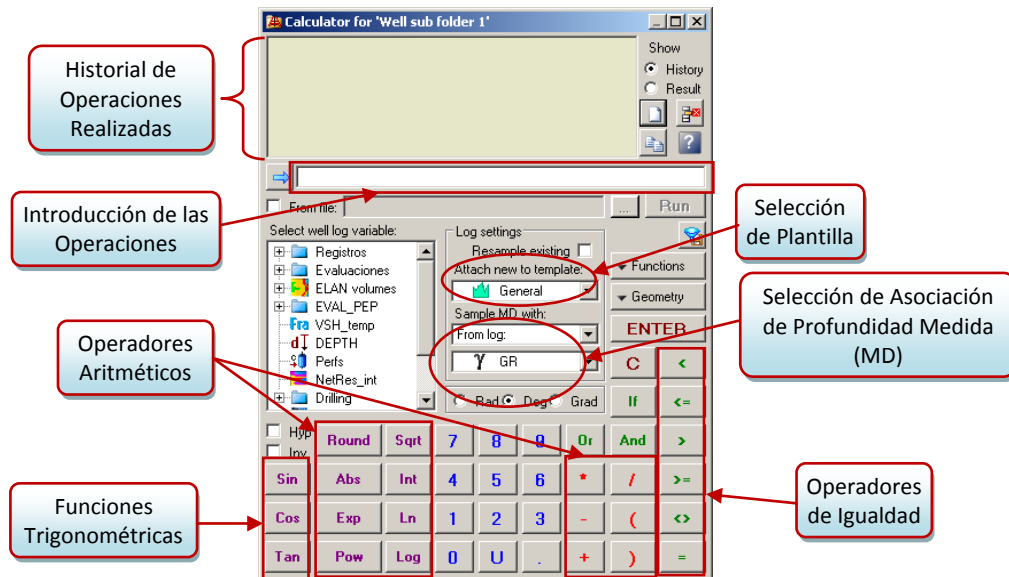 Calculator for 'Well sub folder 1'
Historial de
Operaciones
Realizadas
Show
History
Result
Introducción de las
Operaciones
From file:
...
Run
Selección
de Plantilla
Select well log variable:
Registros
Evaluaciones
ELAN volumes
EVAL_PEP
Fra VSH_temp
DEPTH
Perfs
NetRes_int
Drilling
Log settings
Resample existing
Attach new to template:
General
Sample MD with:
From log:
γ GR
Rad
Deg
Grad
Functions
Geometry
ENTER
C
<
If
<=
Selección de Asociación
de Profundidad Medida
(MD)
Operadores
Aritméticos
Hyp
Inv
Round
Sqrt
7
8
9
Or
And
>
Sin
Abs
Int
4
5
6
*
/
>=
Cos
Exp
Ln
1
2
3
-
(
<>
Tan
Pow
Log
0
U
.
+
)
=
Funciones
Trigonométricas
Operadores
de Igualdad